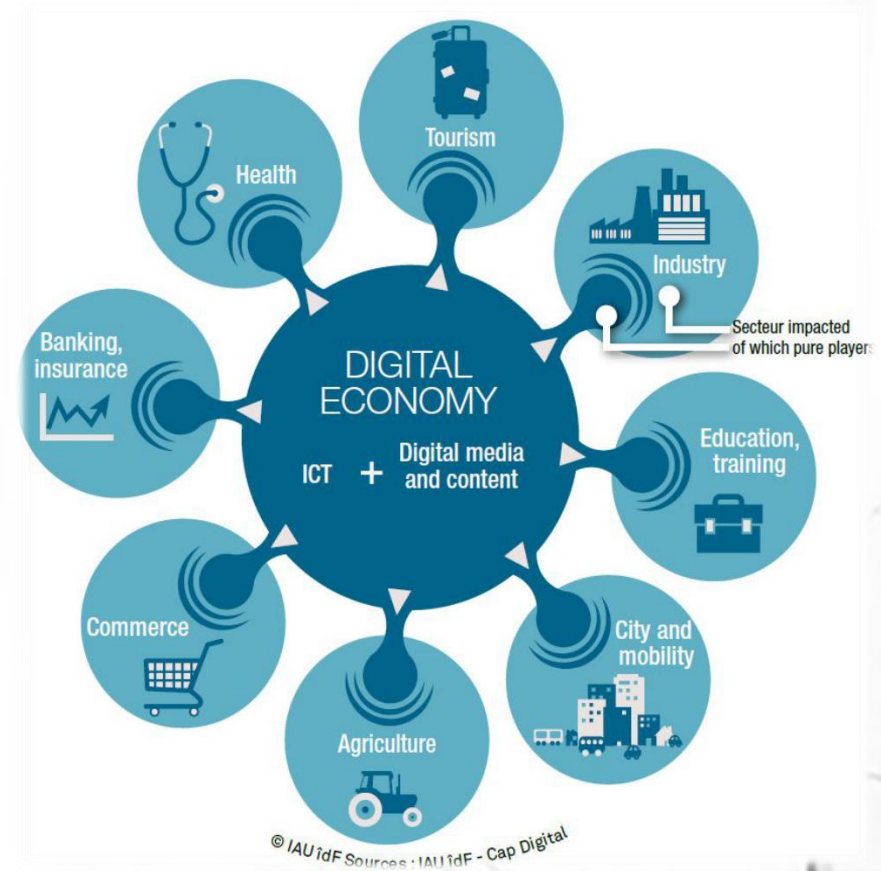 Tourism
Health
Industry
Secteur impacted
of which pure players
Banking,
insurance
DIGITAL
ECONOMY
ICT + Digital media
and content
Education,
training
Commerce
City and
mobility
Agriculture
© IAU îdF Sources : IAU îdF - Cap Digital